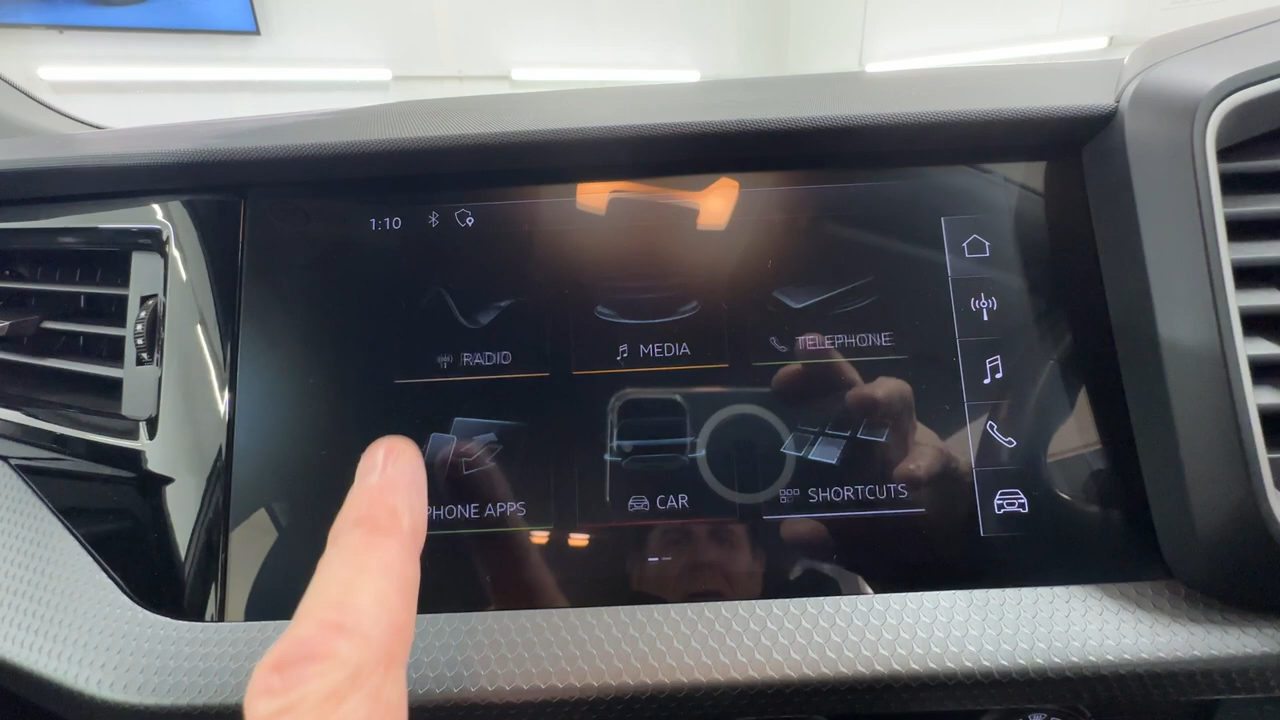 1:10
RADIO
MEDIA
TELEPHONE
PHONE APPS
CAR
SHORTCUTS